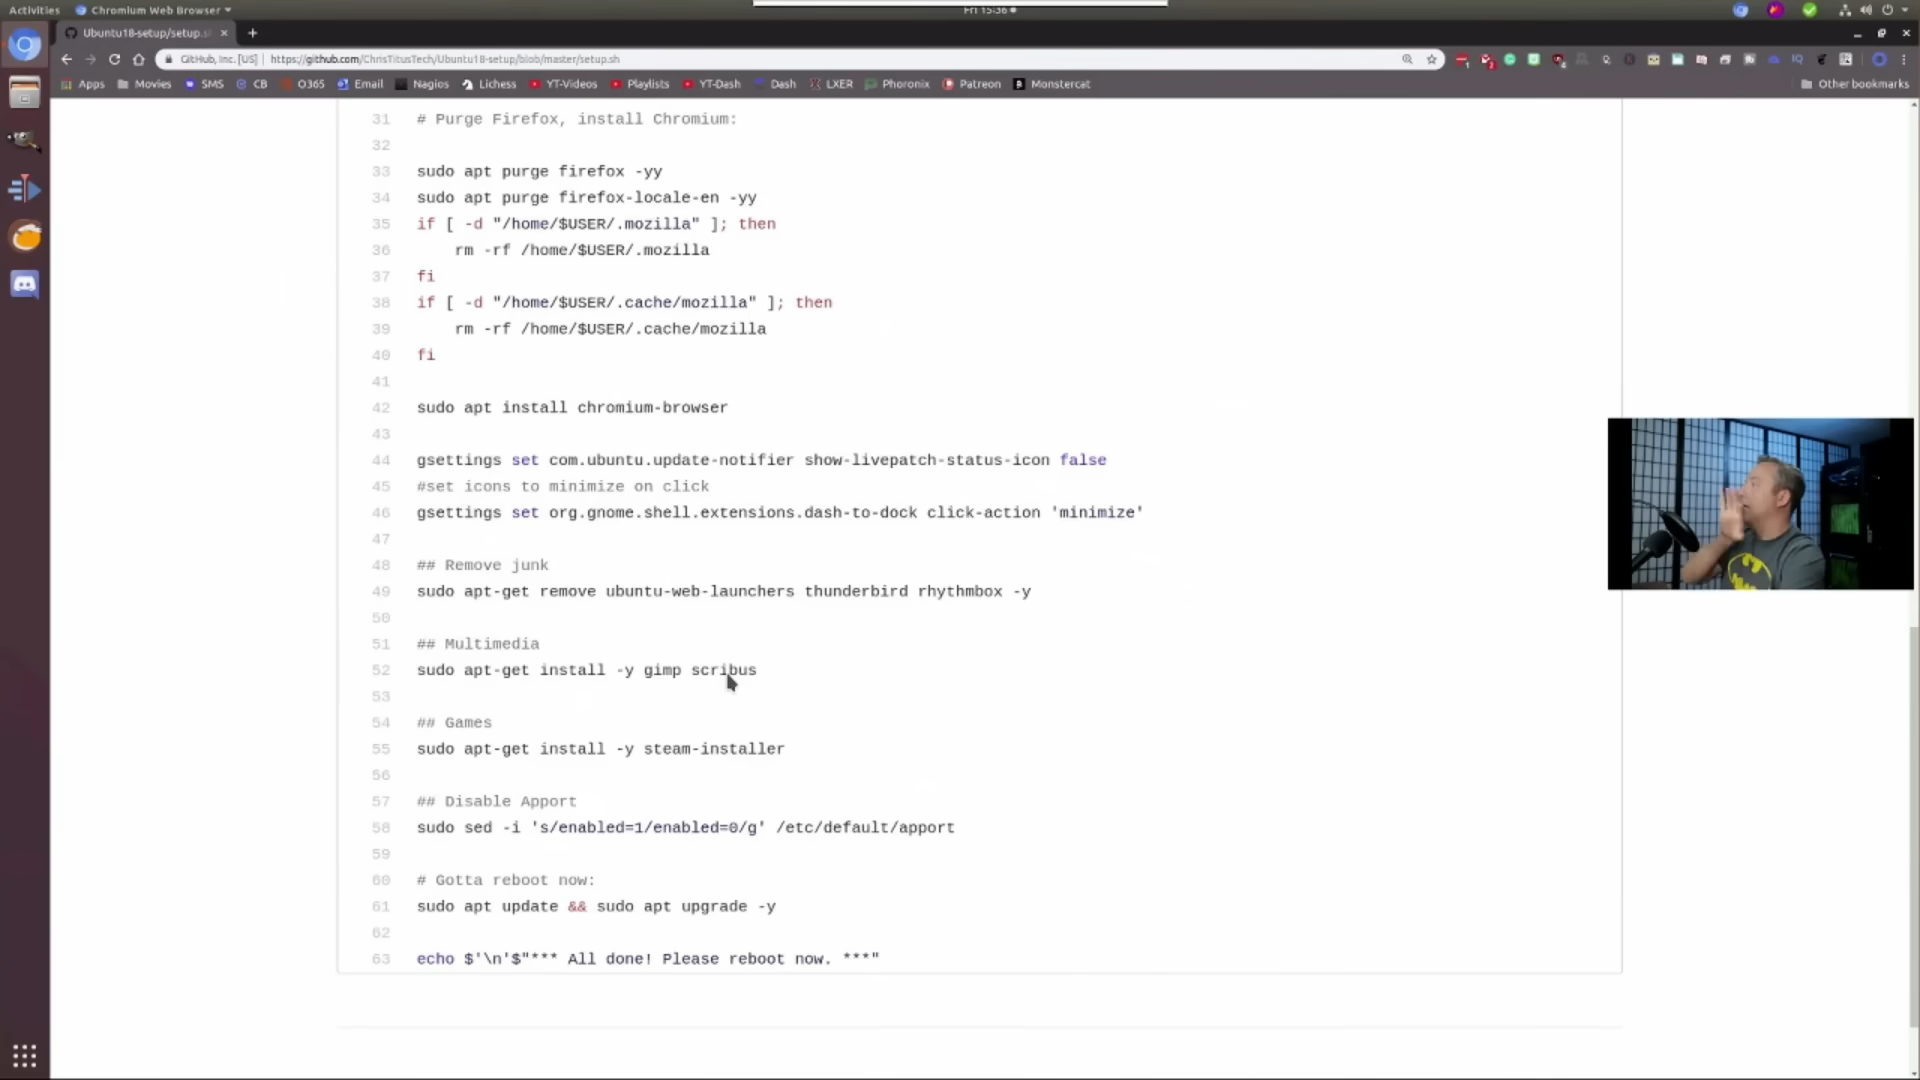 Activities
Chromium Web Browser
Fri 15:36
Ubuntu18-setup/setup.s
GitHub, Inc. [US]
https://github.com/ChrisTitusTech/Ubuntu18-setup/blob/master/setup.sh
Apps
Movies
SMS
CB
O365
Email
Nagios
Lichess
YT-Videos
Playlists
YT-Dash
Dash
LXER
Phoronix
Patreon
Monstercat
Other bookmarks
31 # Purge Firefox, install Chromium:
32
33 sudo apt purge firefox -yy
34 sudo apt purge firefox-locale-en -yy
35 if [ -d "/home/$USER/.mozilla" ]; then
36 rm -rf /home/$USER/.mozilla
37 fi
38 if [ -d "/home/$USER/.cache/mozilla" ]; then
39 rm -rf /home/$USER/.cache/mozilla
40 fi
41
42 sudo apt install chromium-browser
43
44 gsettings set com.ubuntu.update-notifier show-livepatch-status-icon false
45 #set icons to minimize on click
46 gsettings set org.gnome.shell.extensions.dash-to-dock click-action 'minimize'
47
48 ## Remove junk
49 sudo apt-get remove ubuntu-web-launchers thunderbird rhythmbox -y
50
51 ## Multimedia
52 sudo apt-get install -y gimp scribus
53
54 ## Games
55 sudo apt-get install -y steam-installer
56
57 ## Disable Apport
58 sudo sed -i 's/enabled=1/enabled=0/g' /etc/default/apport
59
60 # Gotta reboot now:
61 sudo apt update && sudo apt upgrade -y
62
63 echo $'\n'$"*** All done! Please reboot now. ***"